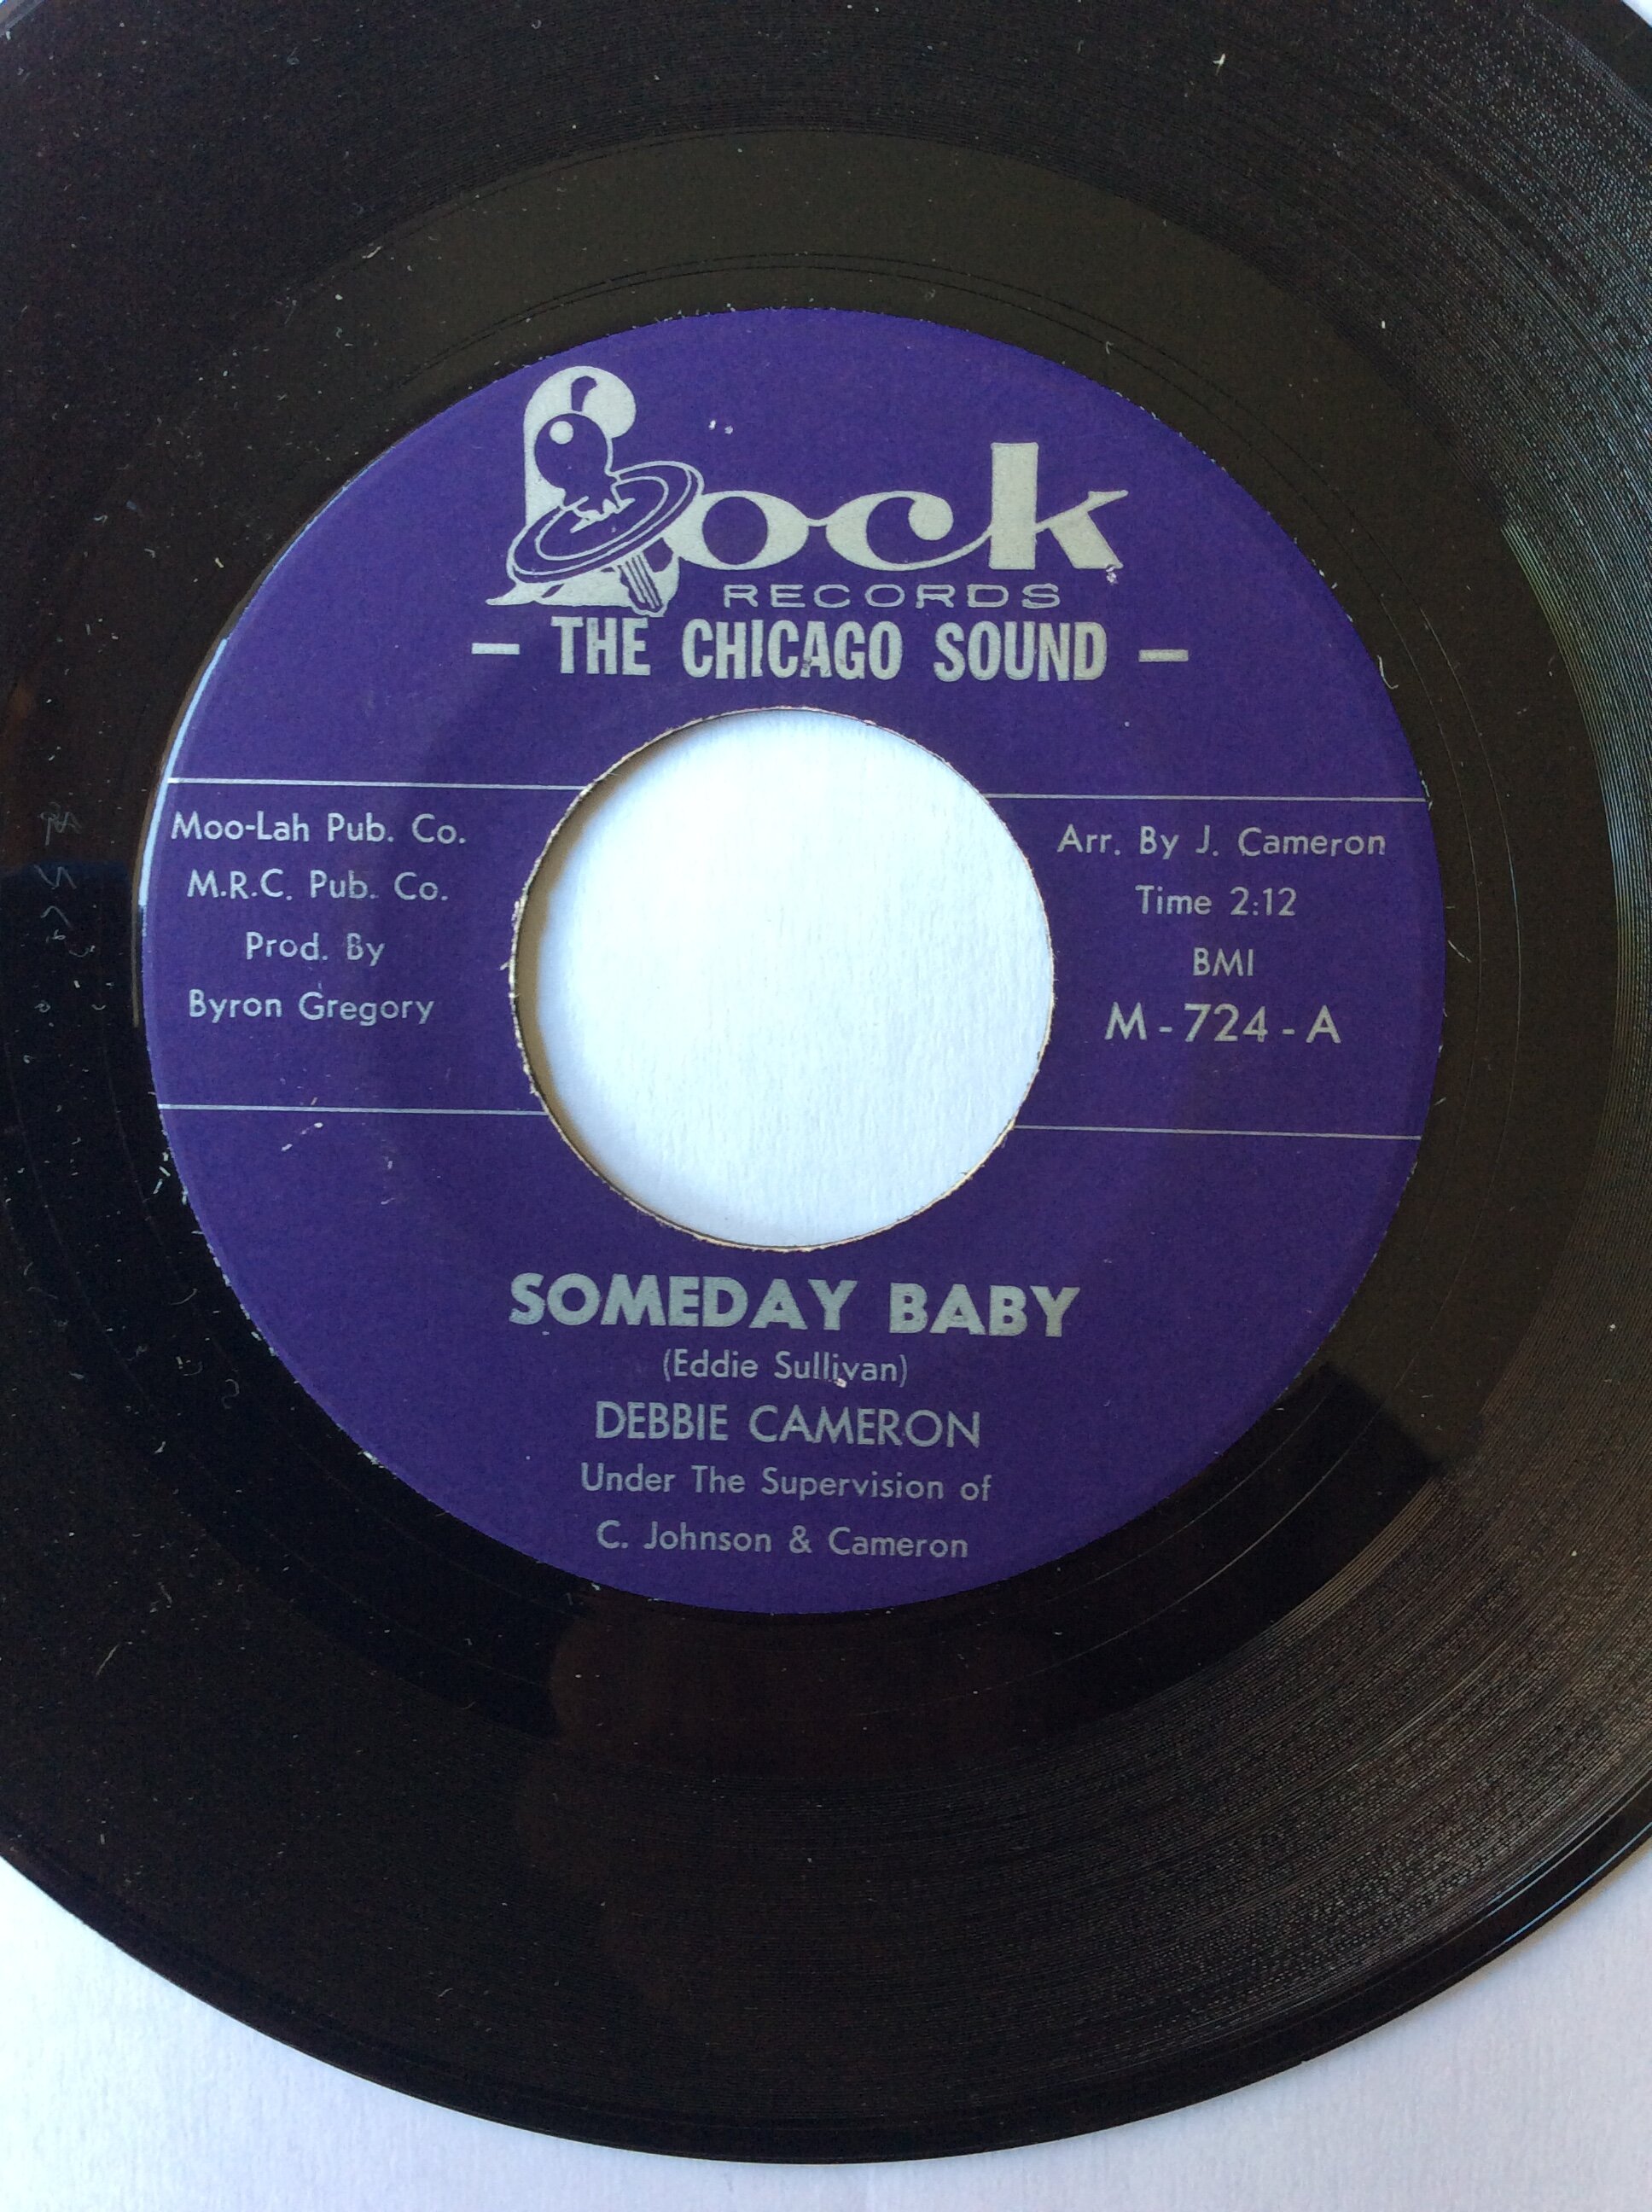 Lock
RECORDS
- THE CHICAGO SOUND -
Moo-Lah Pub. Co.
M.R.C. Pub. Co.
Prod. By
Byron Gregory
Arr. By J. Cameron
Time 2:12
BMI
M-724-A
SOMEDAY BABY
(Eddie Sullivan)
DEBBIE CAMERON
Under The Supervision of
C. Johnson & Cameron